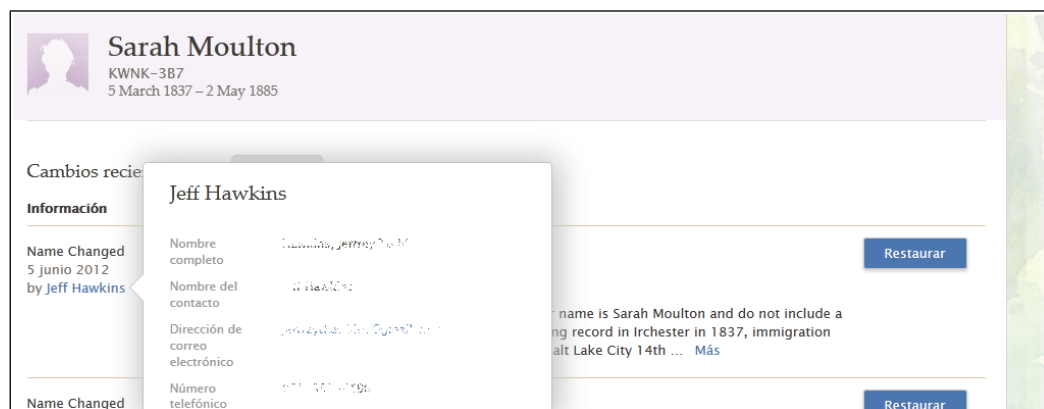 Sarah Moulton
KWNK-3B7
5 March 1837 – 2 May 1885
Cambios recie
Información
Name Changed
5 junio 2012
by Jeff Hawkins
Jeff Hawkins
Nombre
completo
Nombre del
contacto
Dirección de
correo
electrónico
Número
telefónico
Restaurar
name is Sarah Moulton and do not include a
ng record in Irchester in 1837, immigration
alt Lake City 14th ... Más
Name Changed
Restaurar